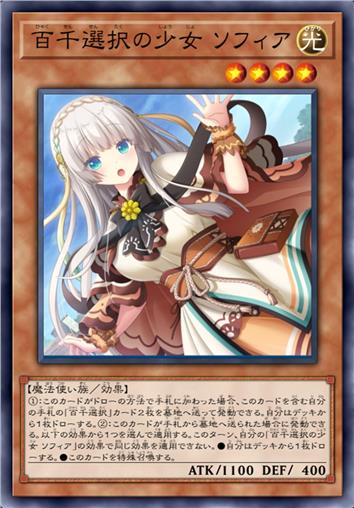 百千選択の少女 ソフィア 光
【魔法使い族／効果】
①：このカードがドローの方法で手札に加わった場合、このカードを含む自分
の手札の「百千選択」カード２枚を墓地へ送って発動できる。自分はデッキか
ら１枚ドローする。②：このカードが手札から墓地へ送られた場合に発動でき
る。以下の効果から１つを選んで適用する。このターン、自分の「百千選択の少
女 ソフィア」の効果で同じ効果を適用できない。●自分はデッキから１枚ドロ
ーする。●このカードを特殊召喚する。
ATK/1100 DEF/ 400